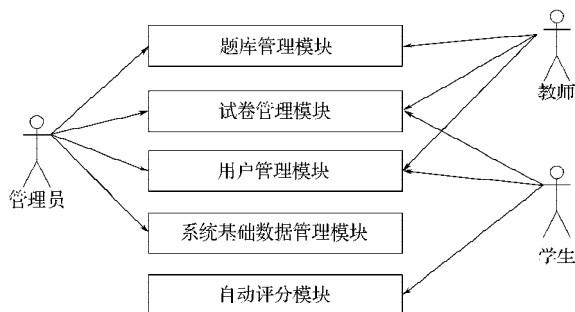 题库管理模块
教师
试卷管理模块
用户管理模块
管理员
系统基础数据管理模块
学生
自动评分模块